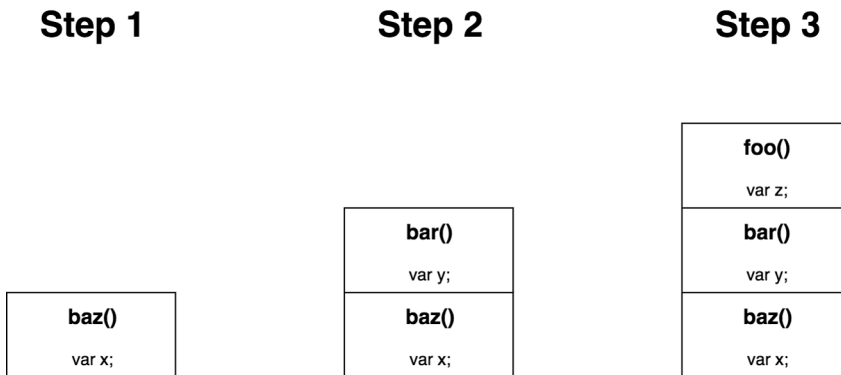 Step 1
Step 2
Step 3
baz()
var x;
bar()
var y;
baz()
var x;
foo()
var z;
bar()
var y;
baz()
var x;